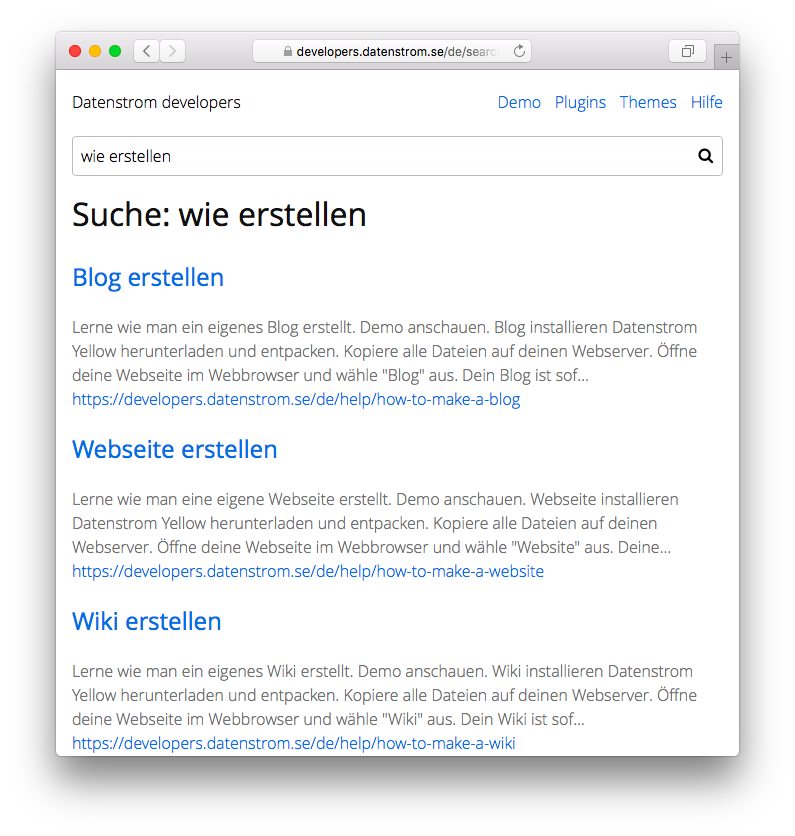 developers.datenstrom.se/de/searc
Datenstrom developers
Demo Plugins Themes Hilfe
wie erstellen
Suche: wie erstellen
Blog erstellen
Lerne wie man ein eigenes Blog erstellt. Demo anschauen. Blog installieren Datenstrom
Yellow herunterladen und entpacken. Kopiere alle Dateien auf deinen Webserver. Öffne
deine Webseite im Webbrowser und wähle "Blog" aus. Dein Blog ist sof...
https://developers.datenstrom.se/de/help/how-to-make-a-blog
Webseite erstellen
Lerne wie man eine eigene Webseite erstellt. Demo anschauen. Webseite installieren
Datenstrom Yellow herunterladen und entpacken. Kopiere alle Dateien auf deinen
Webserver. Öffne deine Webseite im Webbrowser und wähle "Website" aus. Deine...
https://developers.datenstrom.se/de/help/how-to-make-a-website
Wiki erstellen
Lerne wie man ein eigenes Wiki erstellt. Demo anschauen. Wiki installieren Datenstrom
Yellow herunterladen und entpacken. Kopiere alle Dateien auf deinen Webserver. Öffne
deine Webseite im Webbrowser und wähle "Wiki" aus. Dein Wiki ist sof...
https://developers.datenstrom.se/de/help/how-to-make-a-wiki